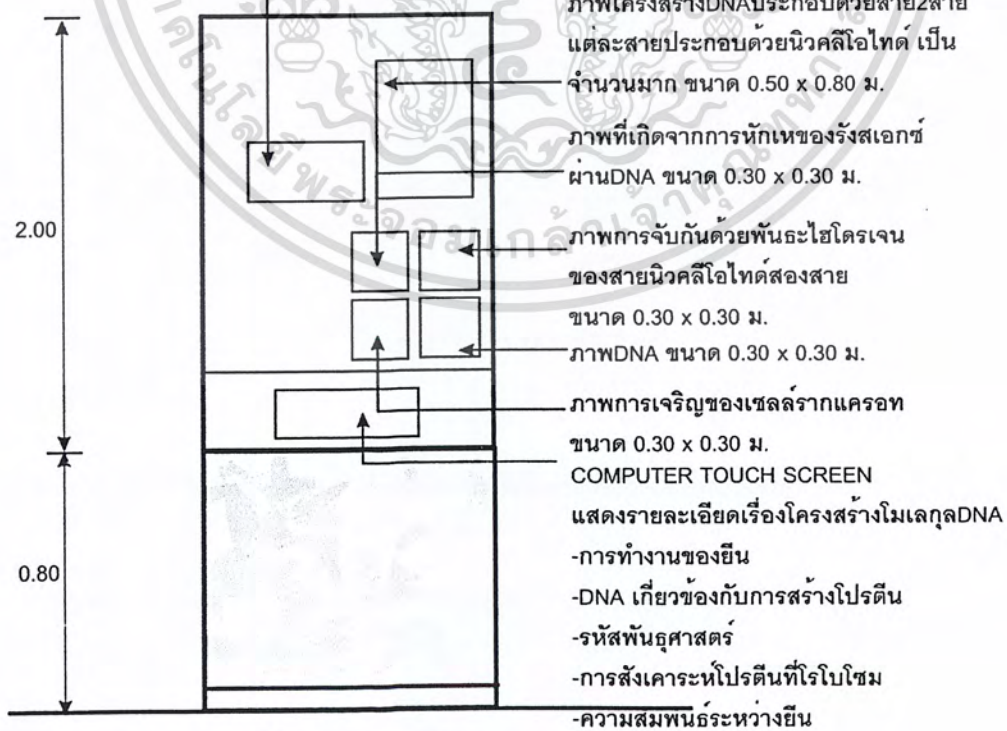 ภาพโครงสร้างDNAประกอบด้วยสาย2สาย
แต่ละสายประกอบด้วยนิวคลีโอไทด์ เป็น
จำนวนมาก ขนาด 0.50 x 0.80 ม.
ภาพที่เกิดจากการหักเหของรังสเอกซ์
ผ่านDNA ขนาด 0.30 x 0.30 ม.
2.00
ภาพการจับกันด้วยพันธะไฮโดรเจน
ของสายนิวคลีโอไทด์สองสาย
ขนาด 0.30 x 0.30 ม.
ภาพDNA ขนาด 0.30 x 0.30 ม.
ภาพการเจริญของเซลล์รากแครอท
ขนาด 0.30 x 0.30 ม.
COMPUTER TOUCH SCREEN
แสดงรายละเอียดเรื่องโครงสร้างโมเลกุลDNA
-การทำงานของยีน
0.80
-DNA เกี่ยวข้องกับการสร้างโปรตีน
-รหัสพันธุศาสตร์
-การสังเคราะห์โปรตีนที่ไรโบโซม
-ความสมพนธ์ระหว่างยีน